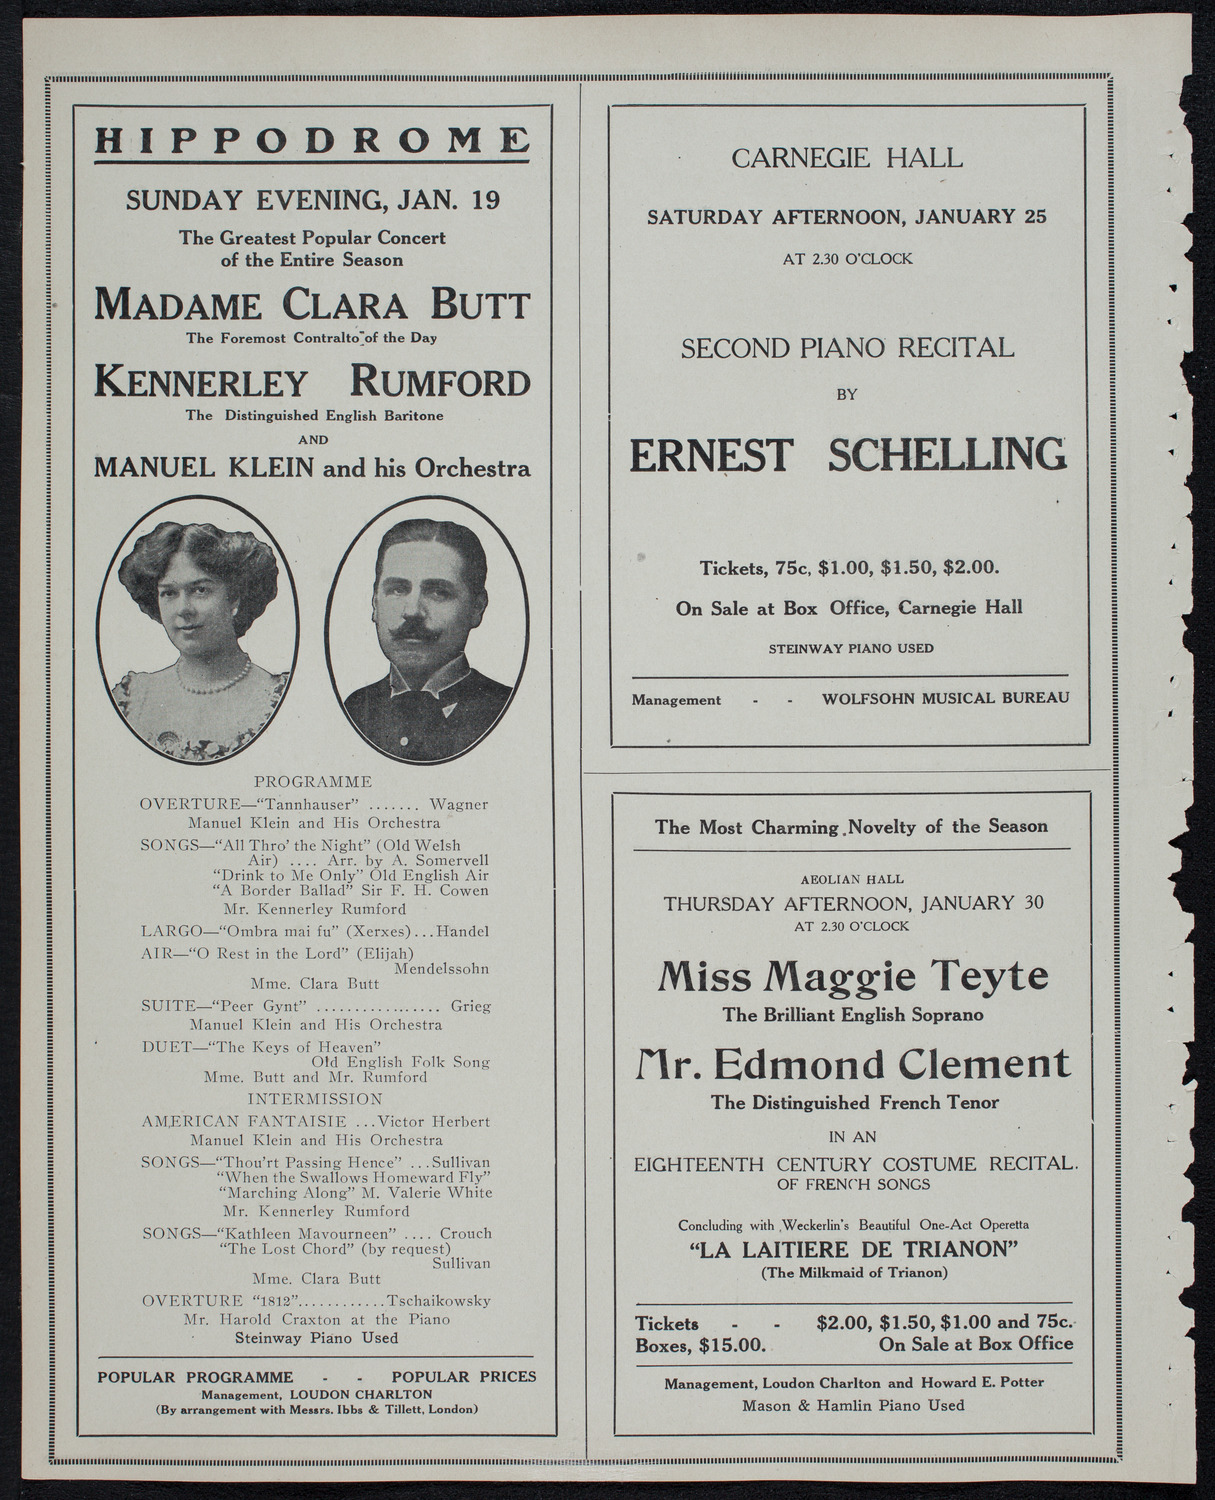 HIPPODROME
SUNDAY EVENING, JAN. 19
The Greatest Popular Concert
of the Entire Season
MADAME CLARA BUTT
The Foremost Contralto of the Day
KENNERLEY RUMFORD
The Distinguished English Baritone
AND
MANUEL KLEIN and his Orchestra
PROGRAMME
OVERTURE—"Tannhauser" ....... Wagner
Manuel Klein and His Orchestra
SONGS—"All Thro' the Night" (Old Welsh
Air) .... Arr. by A. Somervell
"Drink to Me Only" Old English Air
"A Border Ballad" Sir F. H. Cowen
Mr. Kennerley Rumford
LARGO—"Ombra mai fu" (Xerxes)...Handel
AIR—"O Rest in the Lord" (Elijah)
Mendelssohn
Mme. Clara Butt
SUITE—"Peer Gynt" ................. Grieg
Manuel Klein and His Orchestra
DUET—"The Keys of Heaven"
Old English Folk Song
Mme. Butt and Mr. Rumford
INTERMISSION
AMERICAN FANTAISIE ...Victor Herbert
Manuel Klein and His Orchestra
SONGS—"Thou'rt Passing Hence" ...Sullivan
"When the Swallows Homeward Fly"
"Marching Along" M. Valerie White
Mr. Kennerley Rumford
SONGS—"Kathleen Mavourneen" .... Crouch
"The Lost Chord" (by request)
Sullivan
Mme. Clara Butt
OVERTURE "1812"............Tschaikowsky
Mr. Harold Craxton at the Piano
Steinway Piano Used
POPULAR PROGRAMME - - POPULAR PRICES
Management, LOUDON CHARLTON
(By arrangement with Messrs. Ibbs & Tillett, London)
CARNEGIE HALL
SATURDAY AFTERNOON, JANUARY 25
AT 2.30 O'CLOCK
SECOND PIANO RECITAL
BY
ERNEST SCHELLING
Tickets, 75c, $1.00, $1.50, $2.00.
On Sale at Box Office, Carnegie Hall
STEINWAY PIANO USED
Management - - WOLFSOHN MUSICAL BUREAU
The Most Charming Novelty of the Season
AEOLIAN HALL
THURSDAY AFTERNOON, JANUARY 30
AT 2.30 O'CLOCK
Miss Maggie Teyte
The Brilliant English Soprano
Mr. Edmond Clement
The Distinguished French Tenor
IN AN
EIGHTEENTH CENTURY COSTUME RECITAL.
OF FRENCH SONGS
Concluding with Weckerlin's Beautiful One-Act Operetta
"LA LAITIERE DE TRIANON"
(The Milkmaid of Trianon)
Tickets - - $2.00, $1.50, $1.00 and 75c.
Boxes, $15.00. On Sale at Box Office
Management, Loudon Charlton and Howard E. Potter
Mason & Hamlin Piano Used